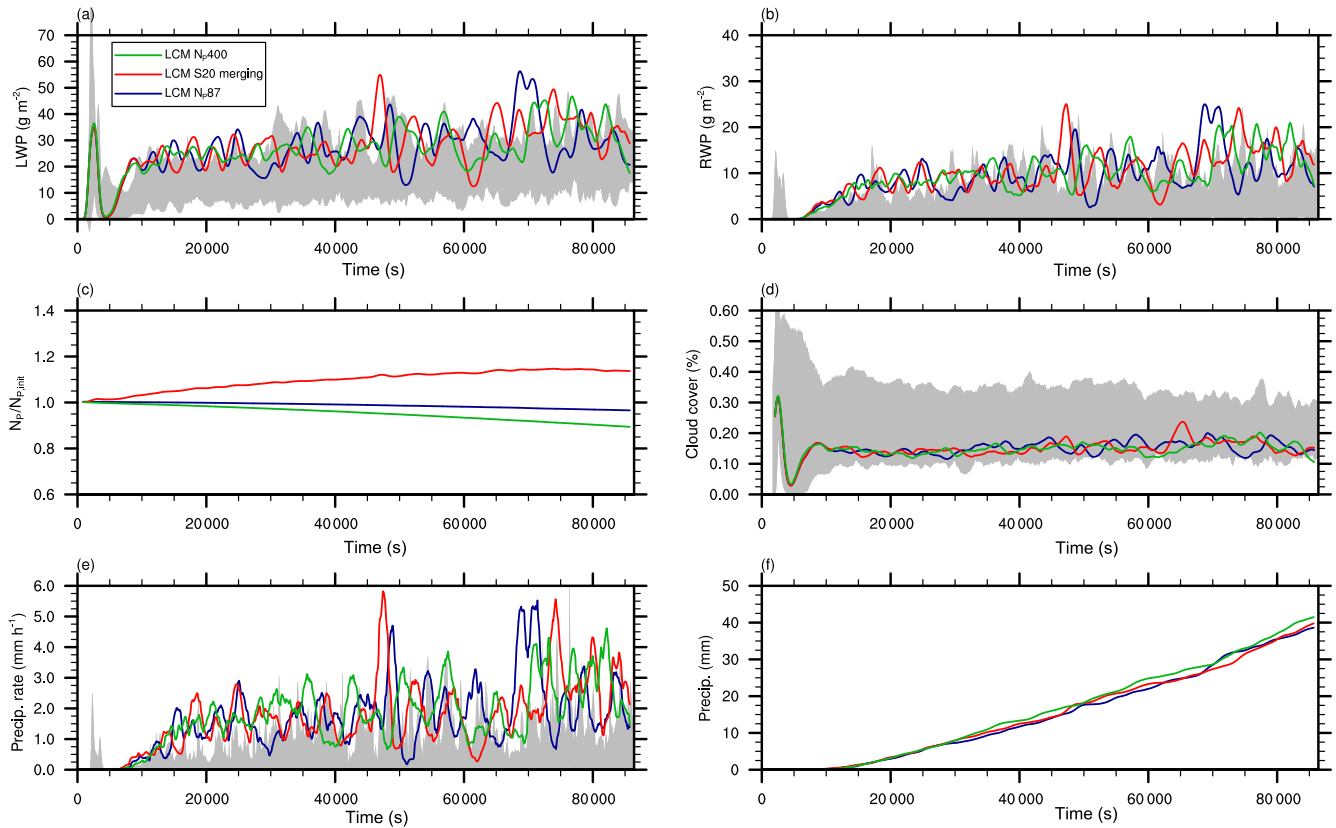 (a)
70
60
50
40
30
20
10
0
LWP (g m⁻²)
LCM Nₚ400
LCM S20 merging
LCM Nₚ87
0 20000 40000 60000 80000
Time (s)
(b)
40
30
20
10
0
RWP (g m⁻²)
0 20000 40000 60000 80000
Time (s)
(c)
1.4
1.2
1.0
0.8
0.6
N_P/N_P,init
0 20000 40000 60000 80000
Time (s)
(d)
0.60
0.50
0.40
0.30
0.20
0.10
0.00
Cloud cover (%)
0 20000 40000 60000 80000
Time (s)
(e)
6.0
5.0
4.0
3.0
2.0
1.0
0.0
Precip. rate (mm h⁻¹)
0 20000 40000 60000 80000
Time (s)
(f)
50
40
30
20
10
0
Precip. (mm)
0 20000 40000 60000 80000
Time (s)